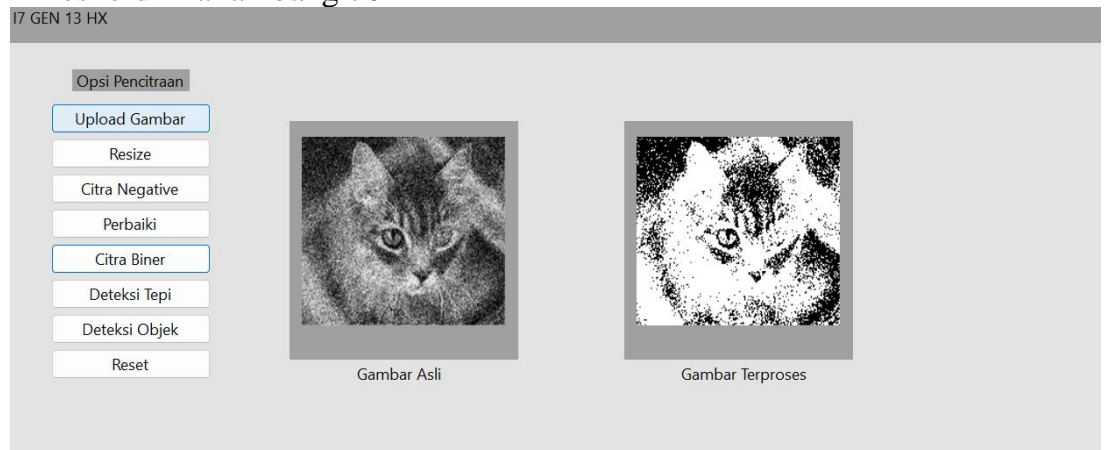 I7 GEN 13 HX
Opsi Pencitraan
Upload Gambar
Resize
Citra Negative
Perbaiki
Citra Biner
Deteksi Tepi
Deteksi Objek
Reset
Gambar Asli
Gambar Terproses